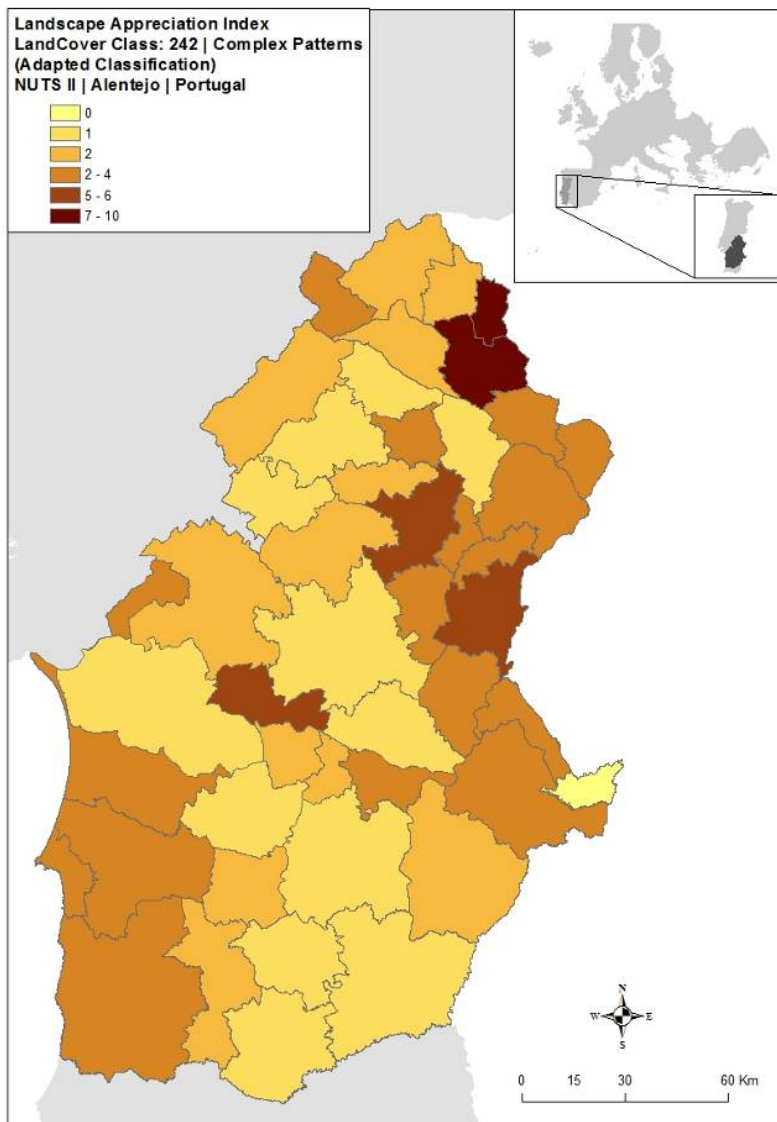 Landscape Appreciation Index
LandCover Class: 242 | Complex Patterns
(Adapted Classification)
NUTS II | Alentejo | Portugal
0
1
2
2 - 4
5 - 6
7 - 10
N
W E
S
0 15 30 60 Km